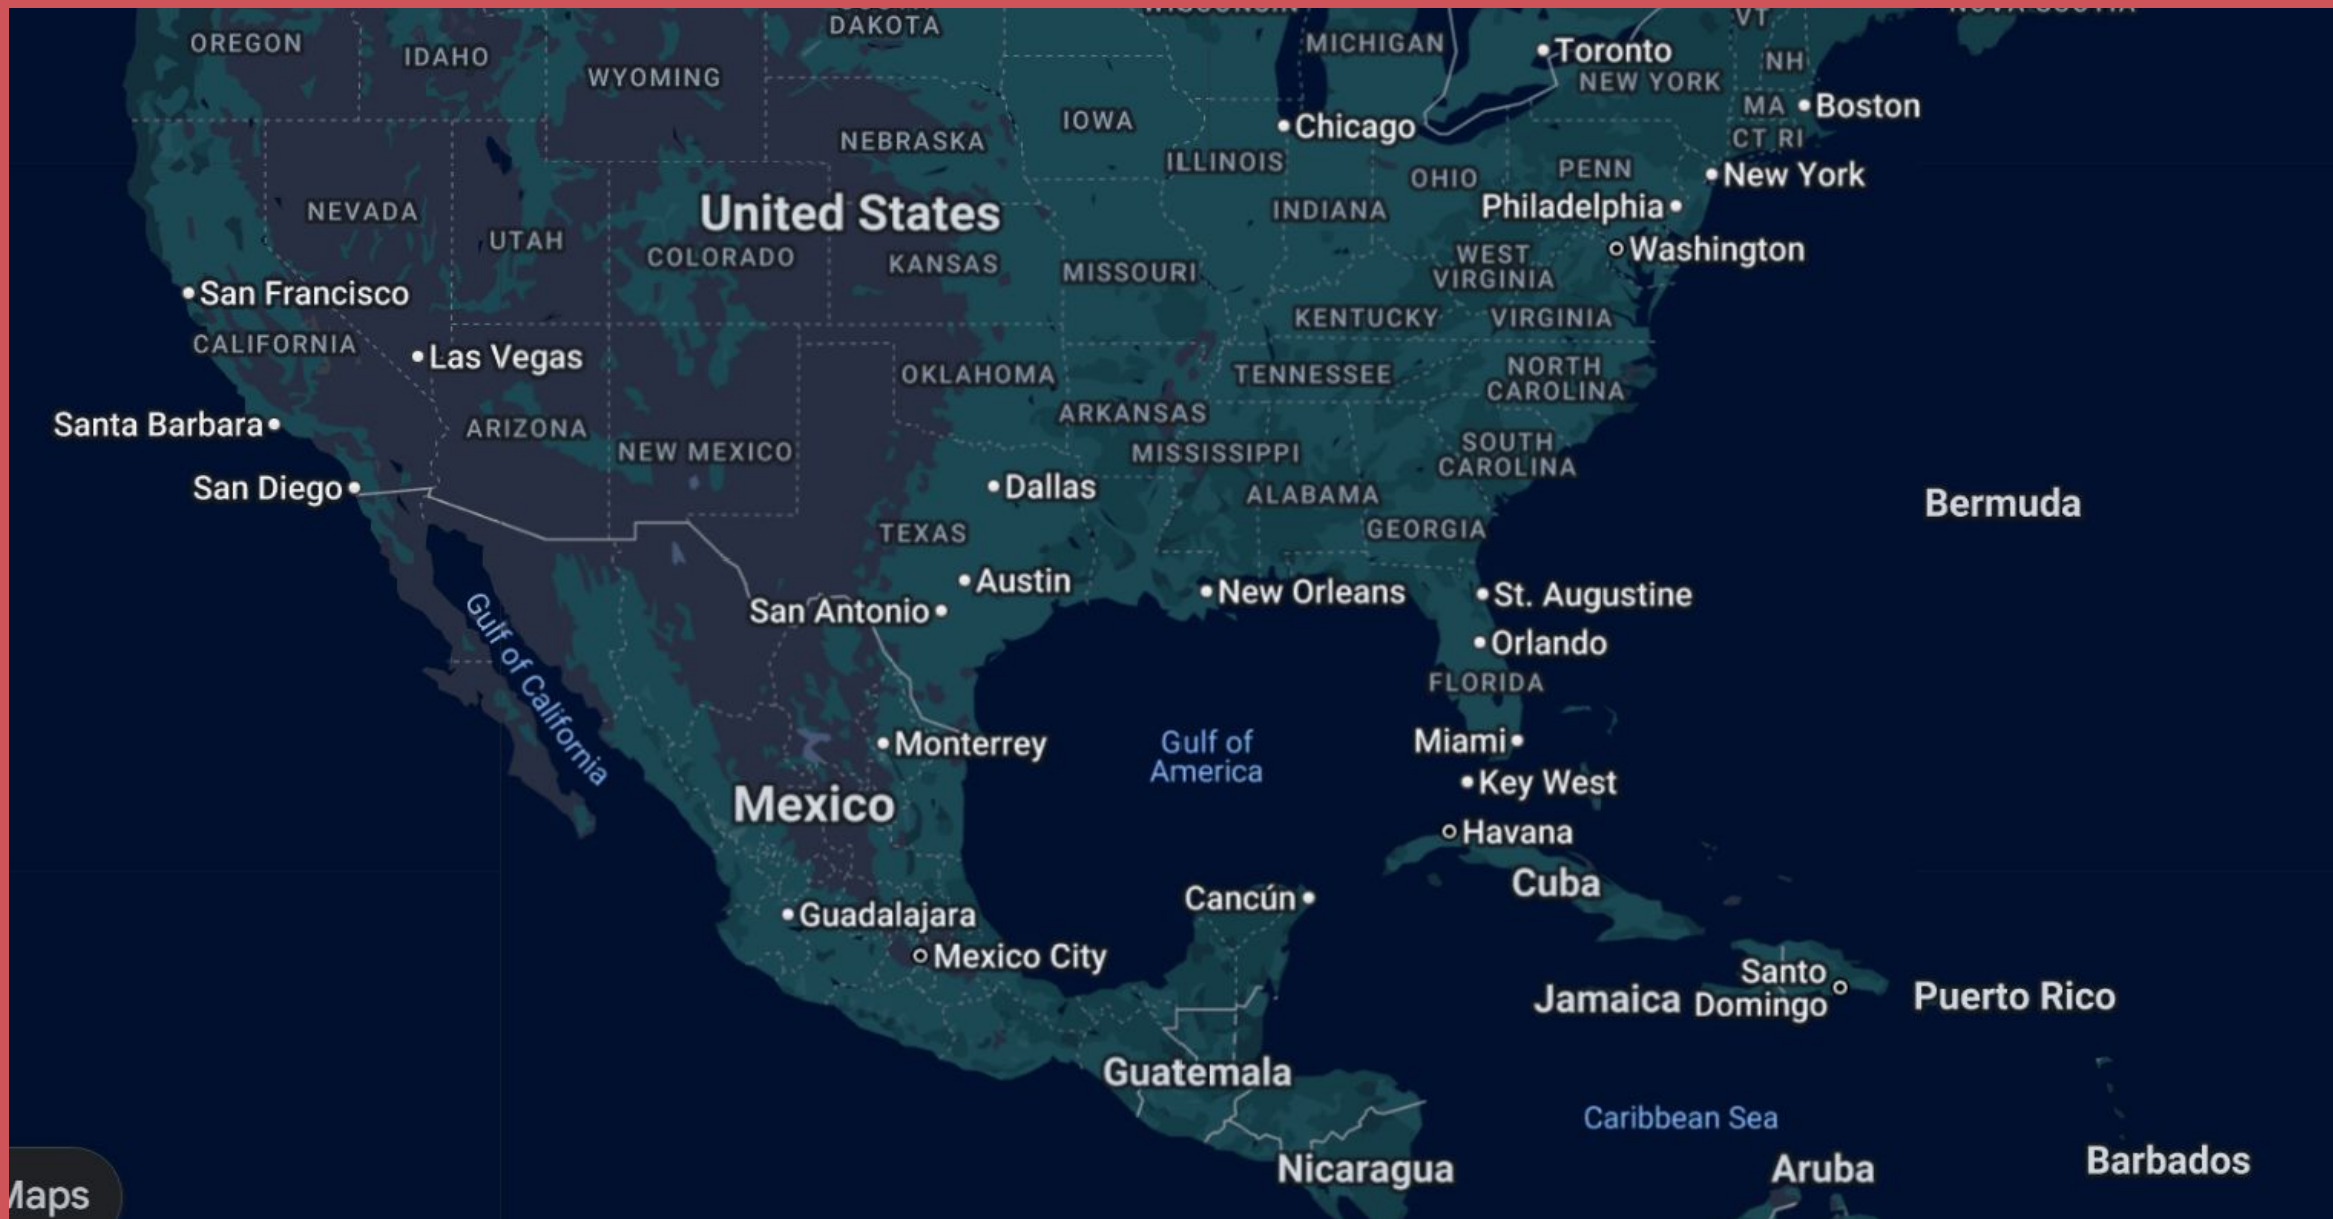 DAKOTA
OREGON
IDAHO
WYOMING
MICHIGAN
Toronto
VT
NH
NEW YORK
MA
Boston
IOWA
Chicago
NEBRASKA
CT RI
ILLINOIS
PENN
OHIO
New York
NEVADA
United States
INDIANA
Philadelphia
UTAH
COLORADO
KANSAS
MISSOURI
WEST
VIRGINIA
Washington
San Francisco
KENTUCKY
VIRGINIA
CALIFORNIA
Las Vegas
OKLAHOMA
TENNESSEE
NORTH
CAROLINA
Santa Barbara
ARIZONA
NEW MEXICO
ARKANSAS
MISSISSIPPI
SOUTH
CAROLINA
San Diego
Dallas
ALABAMA
Bermuda
TEXAS
GEORGIA
Austin
San Antonio
New Orleans
St. Augustine
Orlando
Gulf of California
FLORIDA
Monterrey
Gulf of
America
Miami
Key West
Mexico
Havana
Cuba
Cancún
Guadalajara
Mexico City
Jamaica
Santo
Domingo
Puerto Rico
Guatemala
Caribbean Sea
Nicaragua
Aruba
Barbados
Maps